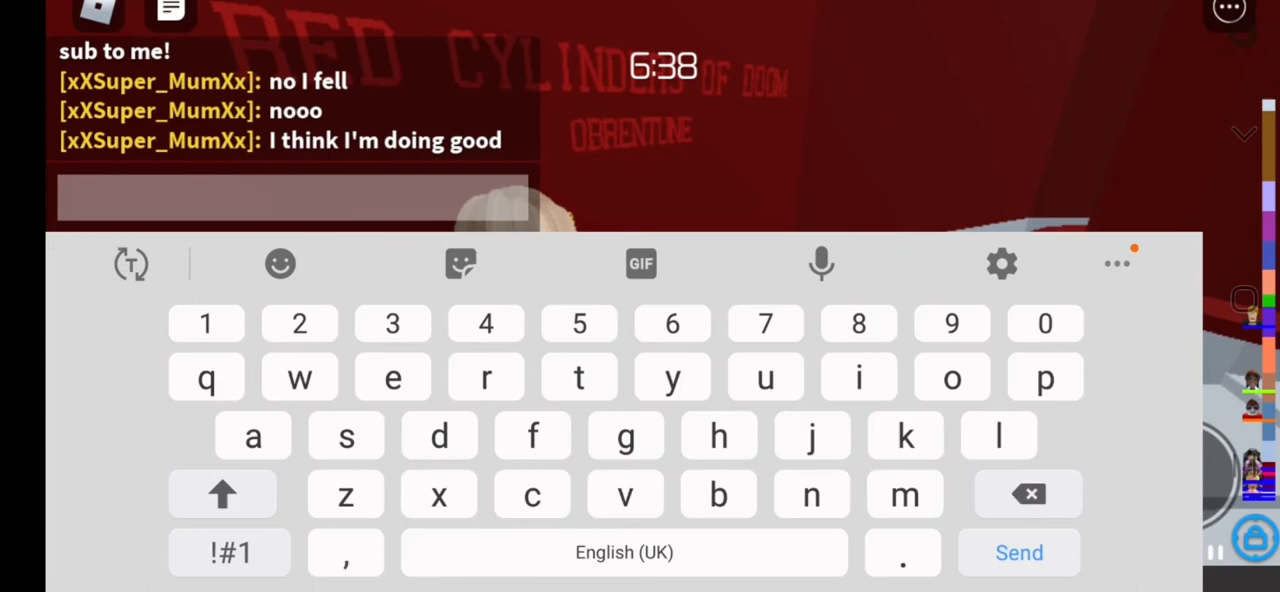 sub to me!
[xXSuper_MumXx]: no I fell
[xXSuper_MumXx]: nooo
[xXSuper_MumXx]: I think I'm doing good
6:38
RED CYLINDERS OF DOOM
OBRENTUNE
T
GIF
1 2 3 4 5 6 7 8 9 0
q w e r t y u i o p
a s d f g h j k l
z x c v b n m
!#1 , English (UK) . Send